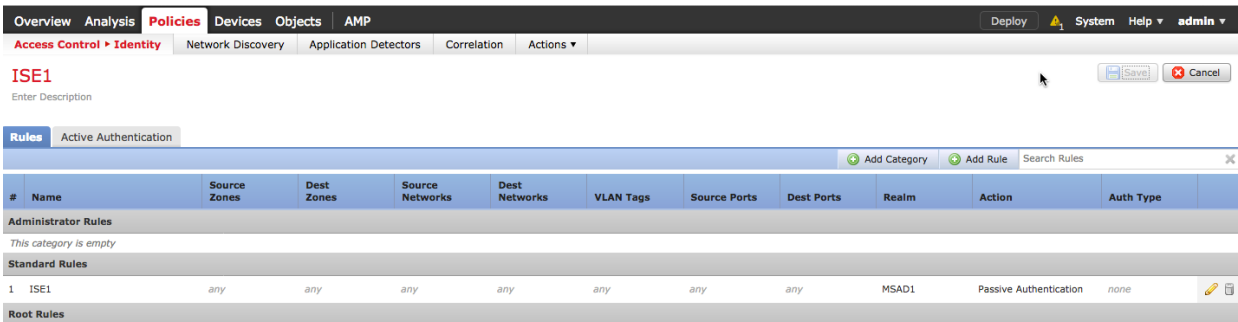 Overview Analysis Policies Devices Objects AMP Deploy 1 System Help ▾ admin ▾
Access Control ▸ Identity Network Discovery Application Detectors Correlation Actions ▾
ISE1 Save Cancel
Enter Description
Rules Active Authentication
Add Category Add Rule Search Rules
# Name Source Zones Dest Zones Source Networks Dest Networks VLAN Tags Source Ports Dest Ports Realm Action Auth Type
Administrator Rules
This category is empty
Standard Rules
1 ISE1 any any any any any any any MSAD1 Passive Authentication none
Root Rules